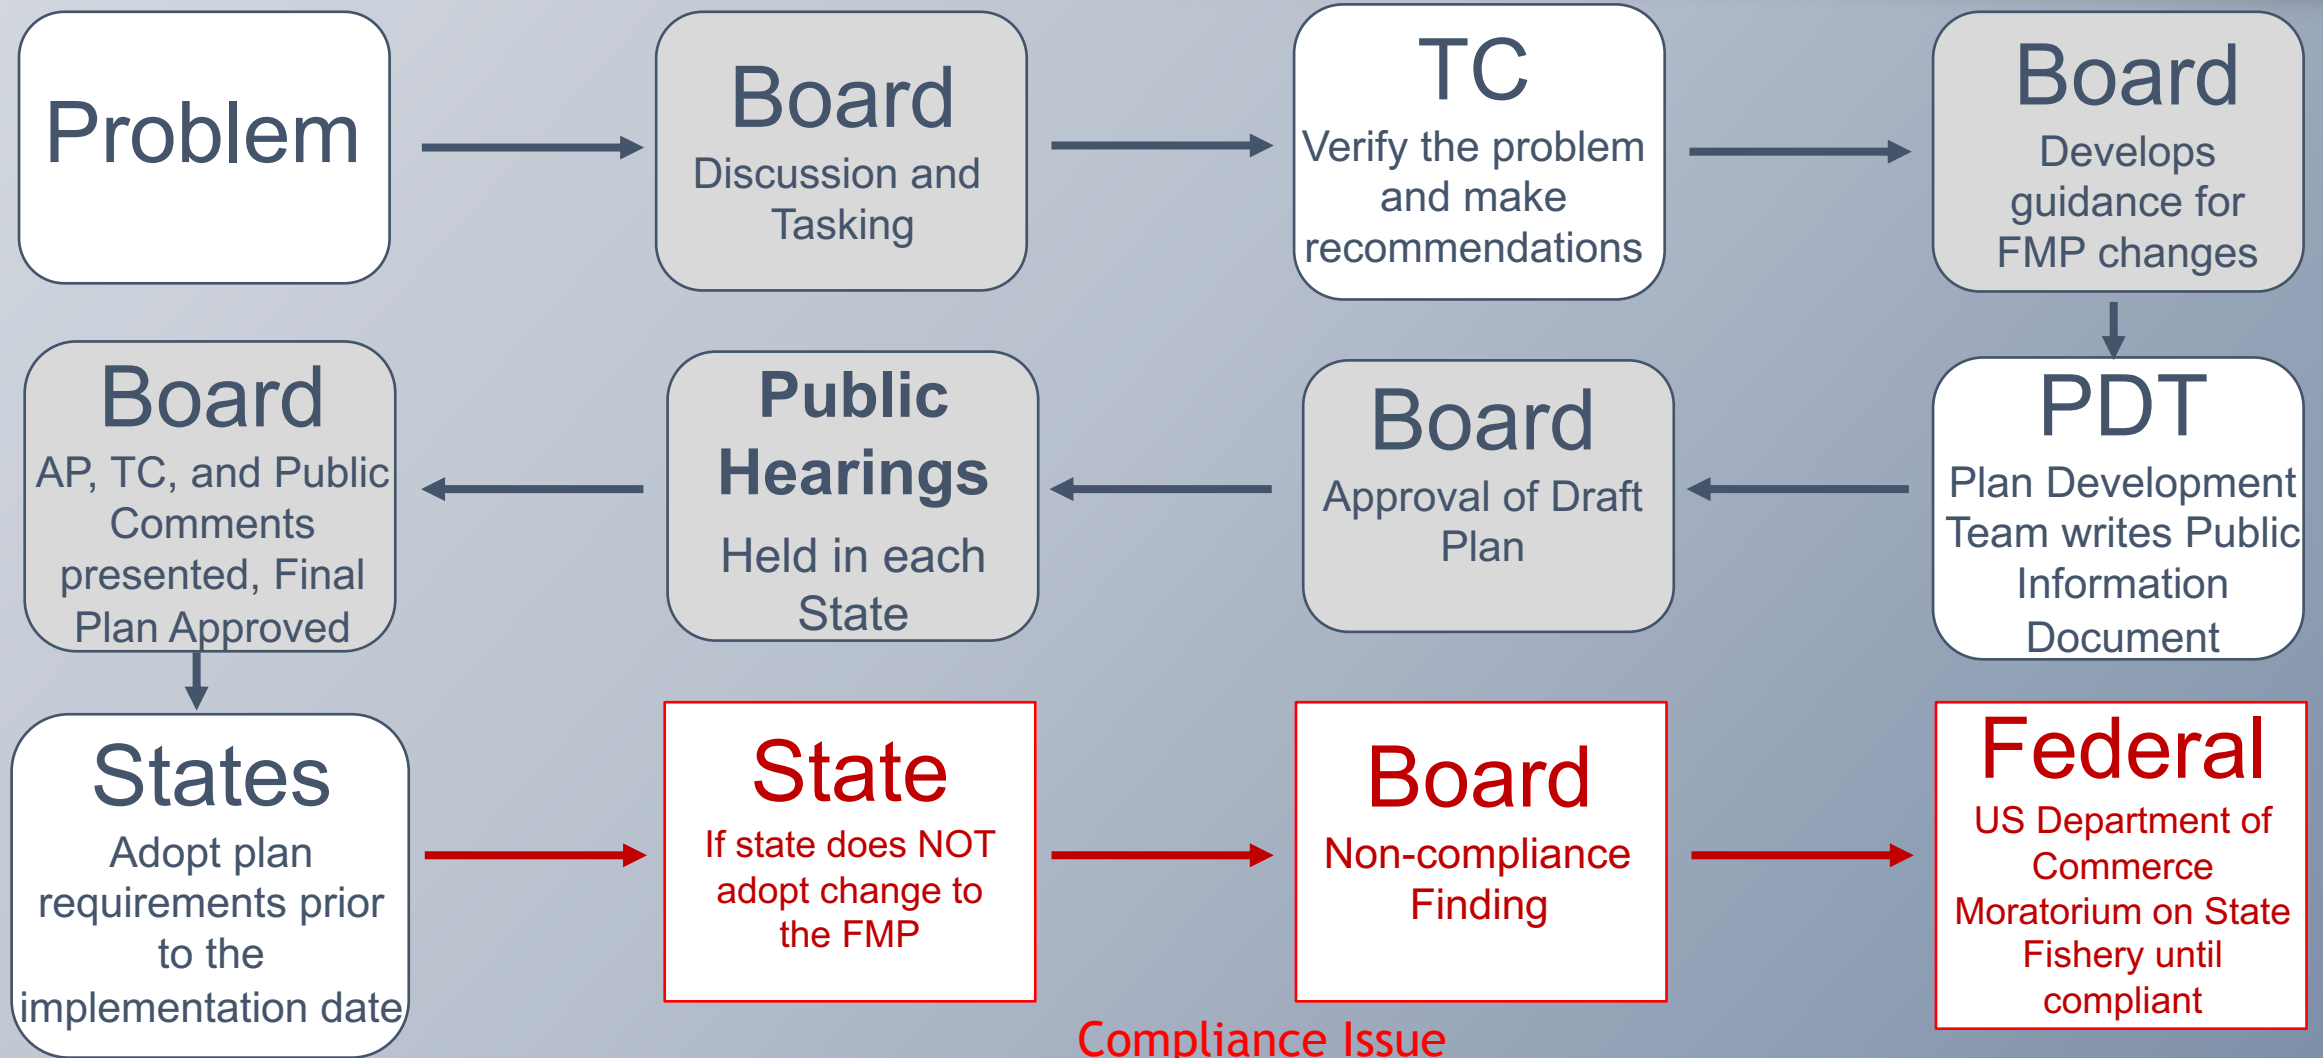 Problem
Board
Discussion and
Tasking
TC
Verify the problem
and make
recommendations
Board
Develops
guidance for
FMP changes
PDT
Plan Development
Team writes Public
Information
Document
Board
Approval of Draft
Plan
Public
Hearings
Held in each
State
Board
AP, TC, and Public
Comments
presented, Final
Plan Approved
States
Adopt plan
requirements prior
to the
implementation date
State
If state does NOT
adopt change to
the FMP
Board
Non-compliance
Finding
Federal
US Department of
Commerce
Moratorium on State
Fishery until
compliant
Compliance Issue